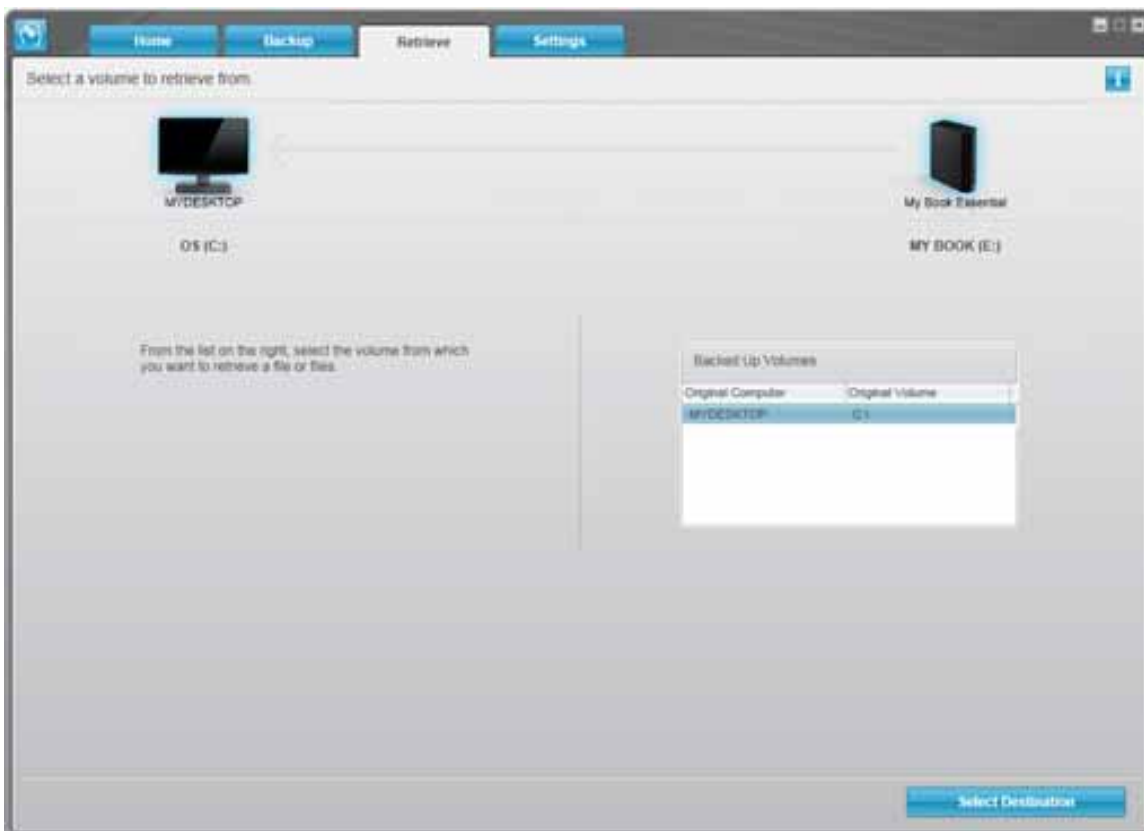 Home Backup Retrieve Settings
Select a volume to retrieve from
MYDESKTOP
My Book Essential
OS (C:)
MY BOOK (E:)
From the list on the right, select the volume from which
you want to retrieve a file or files.
Backed Up Volumes
Original Computer Original Volume
MYDESKTOP C:\
Select Destination